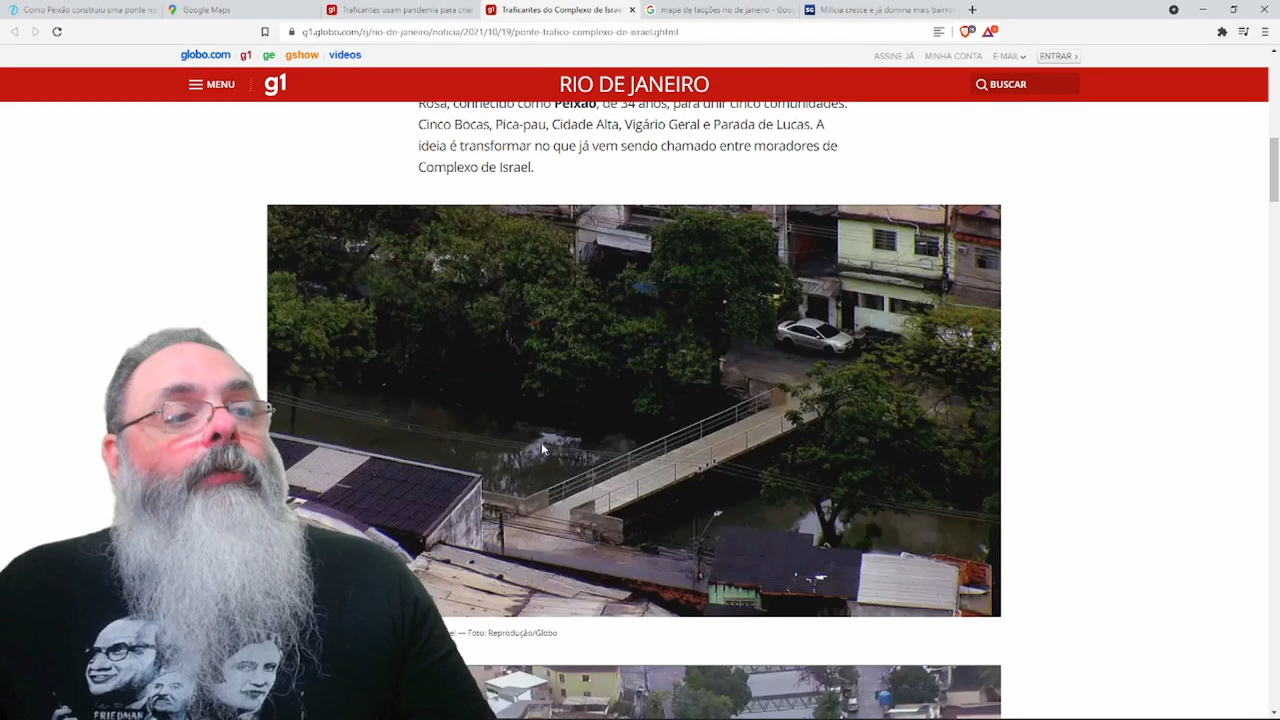 Como Peixão construiu uma ponte no
Google Maps
Traficantes usam pandemia para criar
Traficantes do Complexo de Israel
mapa de facções no de janeiro - Goo
Milícia cresce e já domina mais bairro
g1.globo.com/rj/rio-de-janeiro/noticia/2021/10/19/ponte-trafico-complexo-de-israel.ghtml
globo.com g1 ge gshow videos
ASSINE JÁ MINHA CONTA E-MAIL ENTRAR ›
MENU g1 RIO DE JANEIRO BUSCAR
Rosa, conhecido como Peixão, de 34 anos, para unir cinco comunidades:
Cinco Bocas, Pica-pau, Cidade Alta, Vigário Geral e Parada de Lucas. A
ideia é transformar no que já vem sendo chamado entre moradores de
Complexo de Israel.
— Foto: Reprodução/Globo
FRIEDMAN